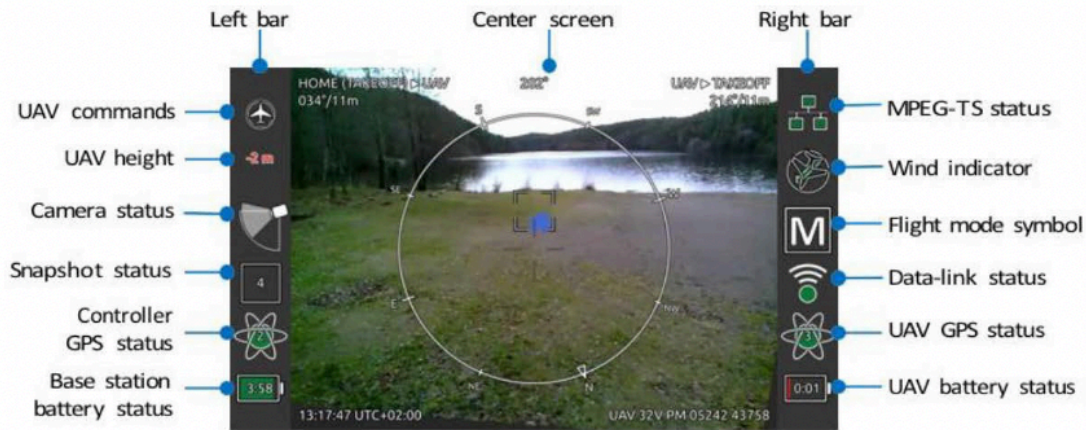 Left bar
Center screen
Right bar
UAV commands
UAV height
Camera status
Snapshot status
Controller
GPS status
Base station
battery status
HOME (TAKEOFF)▷UAV
034°/11m
202°
UAV▷TAKEOFF
214°/11m
-2 m
4
2
3:58
S
SW
SE
E
NW
NE
N
13:17:47 UTC+02:00
UAV 32V PM 05242 43758
M
3
0:01
MPEG-TS status
Wind indicator
Flight mode symbol
Data-link status
UAV GPS status
UAV battery status